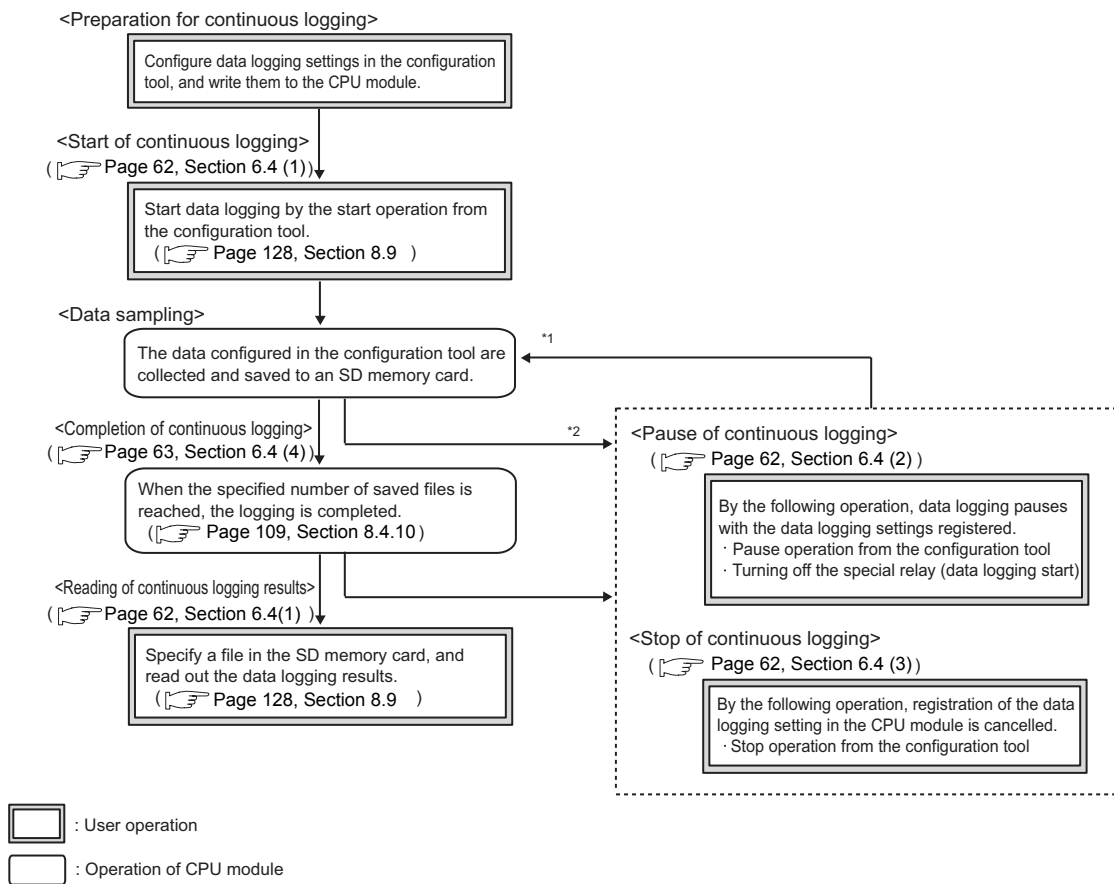 <Preparation for continuous logging>
Configure data logging settings in the configuration
tool, and write them to the CPU module.
<Start of continuous logging>
( Page 62, Section 6.4 (1))
Start data logging by the start operation from
the configuration tool.
( Page 128, Section 8.9 )
<Data sampling>
The data configured in the configuration tool are
collected and saved to an SD memory card.
*1
<Completion of continuous logging>
( Page 63, Section 6.4 (4))
*2
When the specified number of saved files is
reached, the logging is completed.
( Page 109, Section 8.4.10)
<Reading of continuous logging results>
( Page 62, Section 6.4(1) )
Specify a file in the SD memory card, and
read out the data logging results.
( Page 128, Section 8.9 )
<Pause of continuous logging>
( Page 62, Section 6.4 (2))
By the following operation, data logging pauses
with the data logging settings registered.
· Pause operation from the configuration tool
· Turning off the special relay (data logging start)
<Stop of continuous logging>
( Page 62, Section 6.4 (3))
By the following operation, registration of the data
logging setting in the CPU module is cancelled.
· Stop operation from the configuration tool
: User operation
: Operation of CPU module